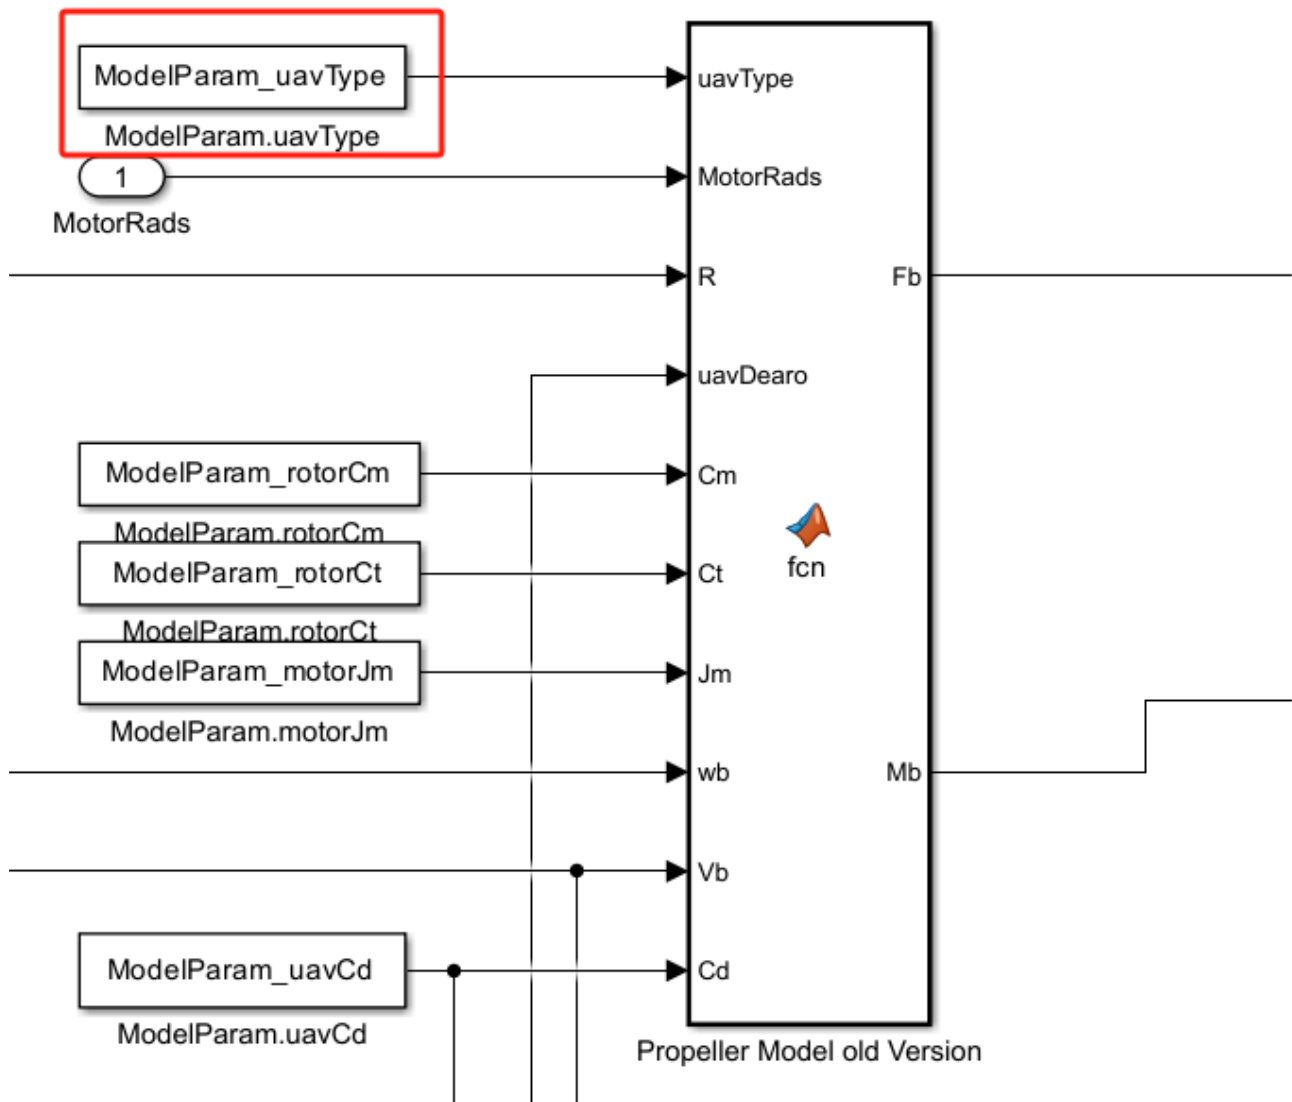 ModelParam_uavType
ModelParam.uavType
1
MotorRads
ModelParam_rotorCm
ModelParam.rotorCm
ModelParam_rotorCt
ModelParam.rotorCt
ModelParam_motorJm
ModelParam.motorJm
ModelParam_uavCd
ModelParam.uavCd
uavType
MotorRads
R
uavDearo
Cm
Ct
Jm
wb
Vb
Cd
fcn
Fb
Mb
Propeller Model old Version